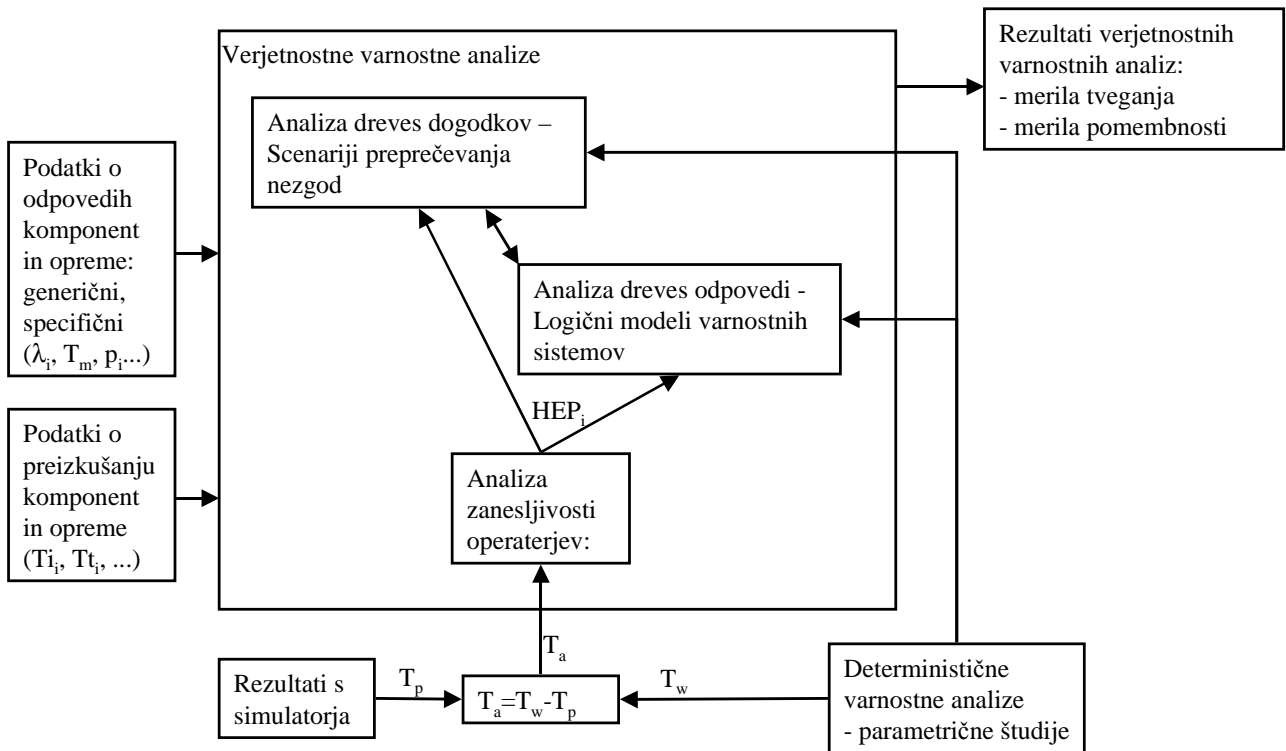 Verjetnostne varnostne analize
Rezultati verjetnostnih
varnostnih analiz:
- merila tveganja
- merila pomembnosti
Analiza dreves dogodkov –
Scenariji preprečevanja
nezgod
Podatki o
odpovedih
komponent
in opreme:
generični,
specifični
(λi, Tm, pi...)
Analiza dreves odpovedi -
Logični modeli varnostnih
sistemov
HEPi
Podatki o
preizkušanju
komponent
in opreme
(Tii, Tti, ...)
Analiza
zanesljivosti
operaterjev:
Ta
Rezultati s
simulatorja
Tp
Ta=Tw-Tp
Tw
Deterministične
varnostne analize
- parametrične študije